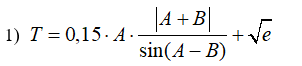 1) T = 0,15 · A · |A + B| / sin(A − B) + √e